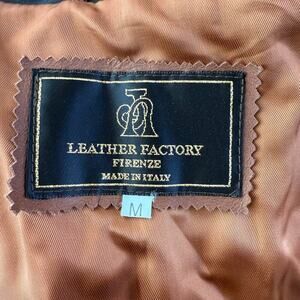 LEATHER FACTORY
FIRENZE
MADE IN ITALY
M